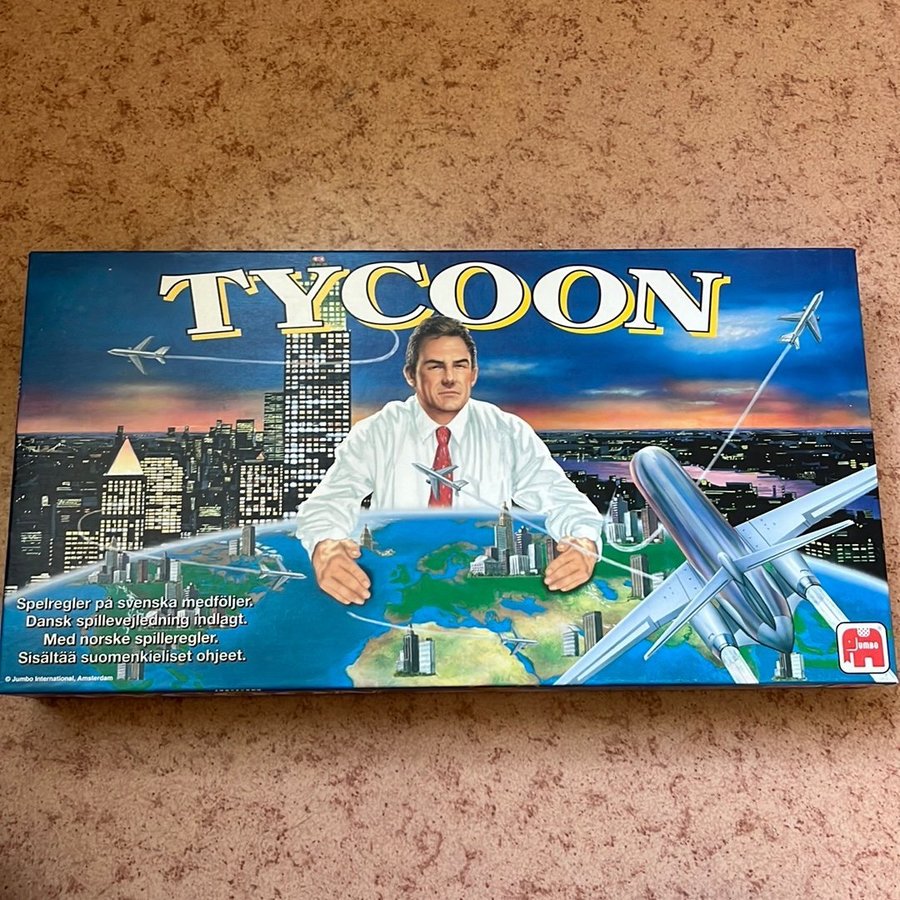 TYCOON
Spelregler på svenska medföljer.
Dansk spillevejledning indlagt.
Med norske spilleregler.
Sisältää suomenkieliset ohjeet.
© Jumbo International, Amsterdam
Jumbo